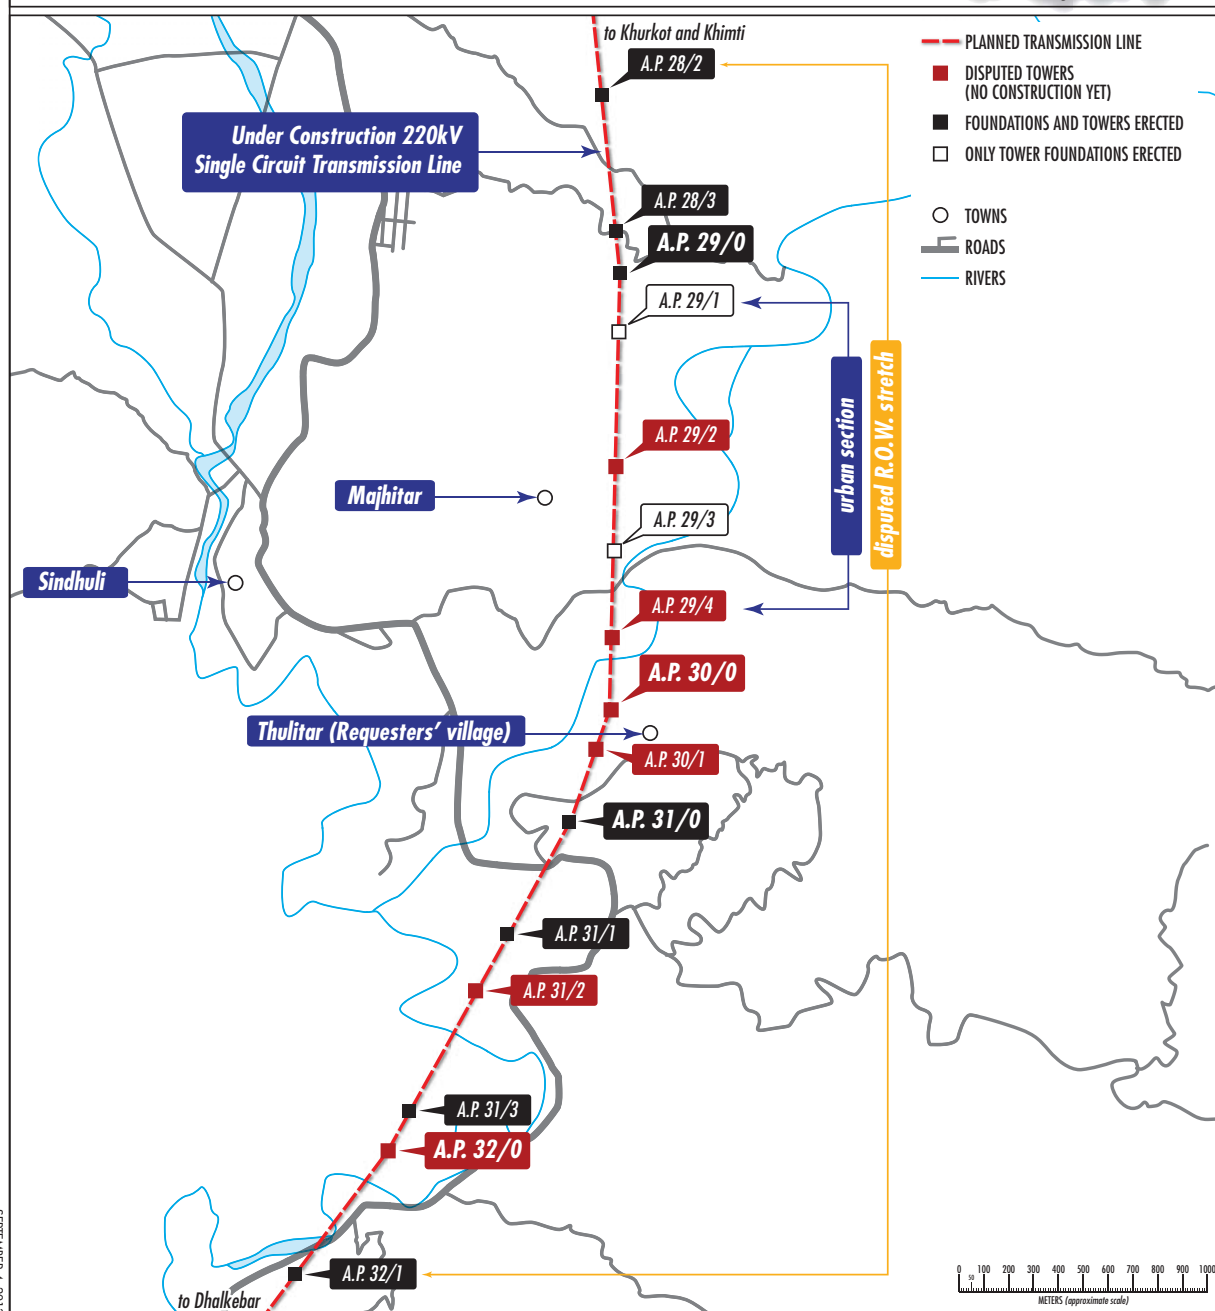 to Khurkot and Khimti
A.P. 28/2
PLANNED TRANSMISSION LINE
DISPUTED TOWERS
(NO CONSTRUCTION YET)
FOUNDATIONS AND TOWERS ERECTED
ONLY TOWER FOUNDATIONS ERECTED
TOWNS
ROADS
RIVERS
Under Construction 220kV
Single Circuit Transmission Line
A.P. 28/3
A.P. 29/0
A.P. 29/1
A.P. 29/2
urban section
disputed R.O.W. stretch
Majhitar
A.P. 29/3
Sindhuli
A.P. 29/4
A.P. 30/0
Thulitar (Requesters' village)
A.P. 30/1
A.P. 31/0
A.P. 31/1
A.P. 31/2
A.P. 31/3
A.P. 32/0
A.P. 32/1
to Dhalkebar
0 100 200 300 400 500 600 700 800 900 1000
50
METERS (approximate scale)